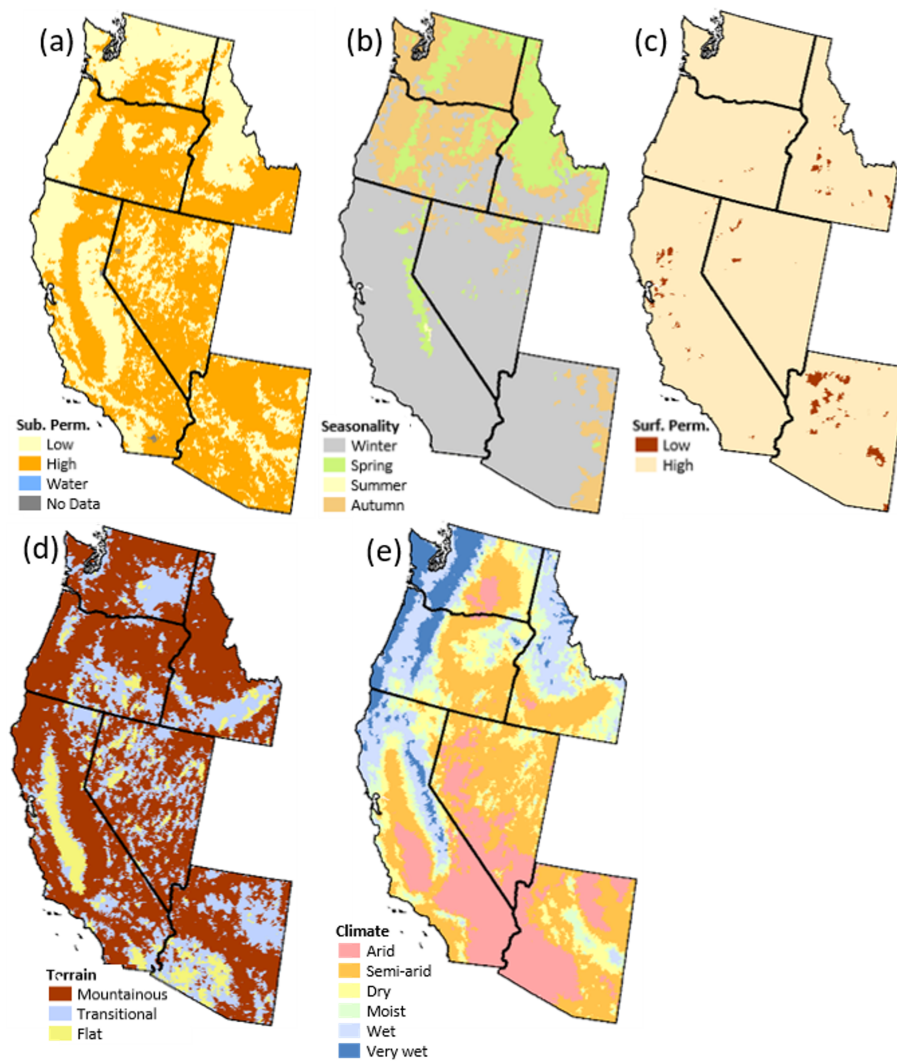 (a)
(b)
(c)
Sub. Perm.
Low
High
Water
No Data
Seasonality
Winter
Spring
Summer
Autumn
Surf. Perm.
Low
High
(d)
(e)
Terrain
Mountainous
Transitional
Flat
Climate
Arid
Semi-arid
Dry
Moist
Wet
Very wet